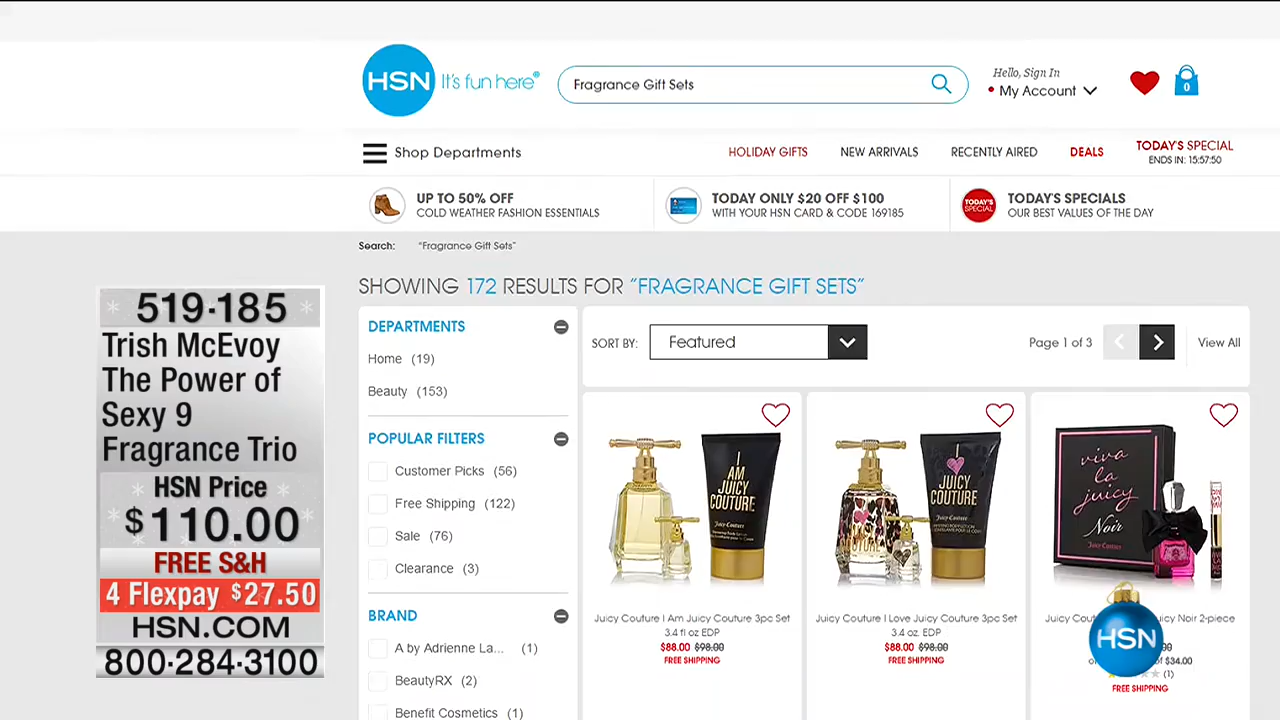 HSN It's fun here®
Fragrance Gift Sets
Hello, Sign In
My Account
0
Shop Departments
HOLIDAY GIFTS
NEW ARRIVALS
RECENTLY AIRED
DEALS
TODAY'S SPECIAL
ENDS IN: 15:57:50
UP TO 50% OFF
COLD WEATHER FASHION ESSENTIALS
TODAY ONLY $20 OFF $100
WITH YOUR HSN CARD & CODE 169185
TODAY'S
SPECIAL
TODAY'S SPECIALS
OUR BEST VALUES OF THE DAY
Search: "Fragrance Gift Sets"
SHOWING 172 RESULTS FOR "FRAGRANCE GIFT SETS"
519-185
Trish McEvoy
The Power of
Sexy 9
Fragrance Trio
HSN Price
$110.00
FREE S&H
4 Flexpay $27.50
HSN.COM
800-284-3100
DEPARTMENTS
Home (19)
Beauty (153)
POPULAR FILTERS
Customer Picks (56)
Free Shipping (122)
Sale (76)
Clearance (3)
BRAND
A by Adrienne La... (1)
BeautyRX (2)
Benefit Cosmetics (1)
SORT BY: Featured
Page 1 of 3
View All
I
AM
JUICY
COUTURE
Juicy Couture
Juicy Couture I Am Juicy Couture 3pc Set
3.4 fl oz EDP
$88.00 $98.00
FREE SHIPPING
I
JUICY
COUTURE
Juicy Couture
Juicy Couture I Love Juicy Couture 3pc Set
3.4 oz. EDP
$88.00 $98.00
FREE SHIPPING
viva
la
juicy
Noir
Juicy Couture
Juicy Noir 2-piece
$34.00
(1)
FREE SHIPPING
HSN